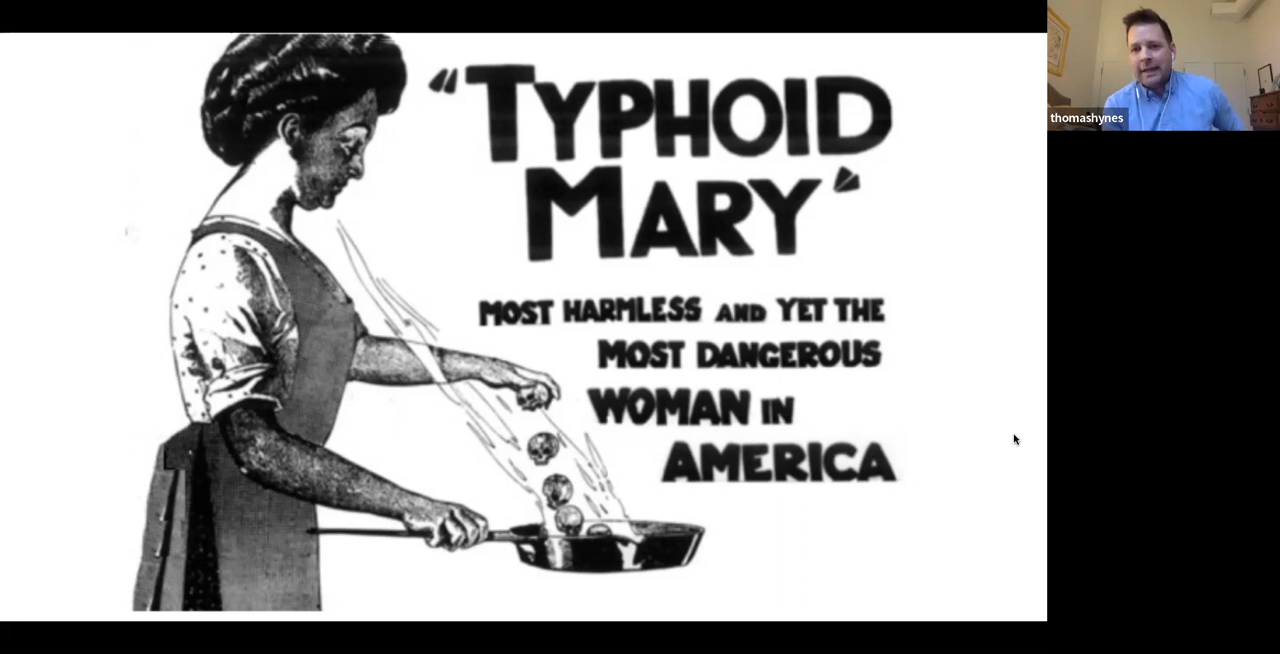 "TYPHOID
MARY"
MOST HARMLESS AND YET THE
MOST DANGEROUS
WOMAN IN
AMERICA
thomashynes